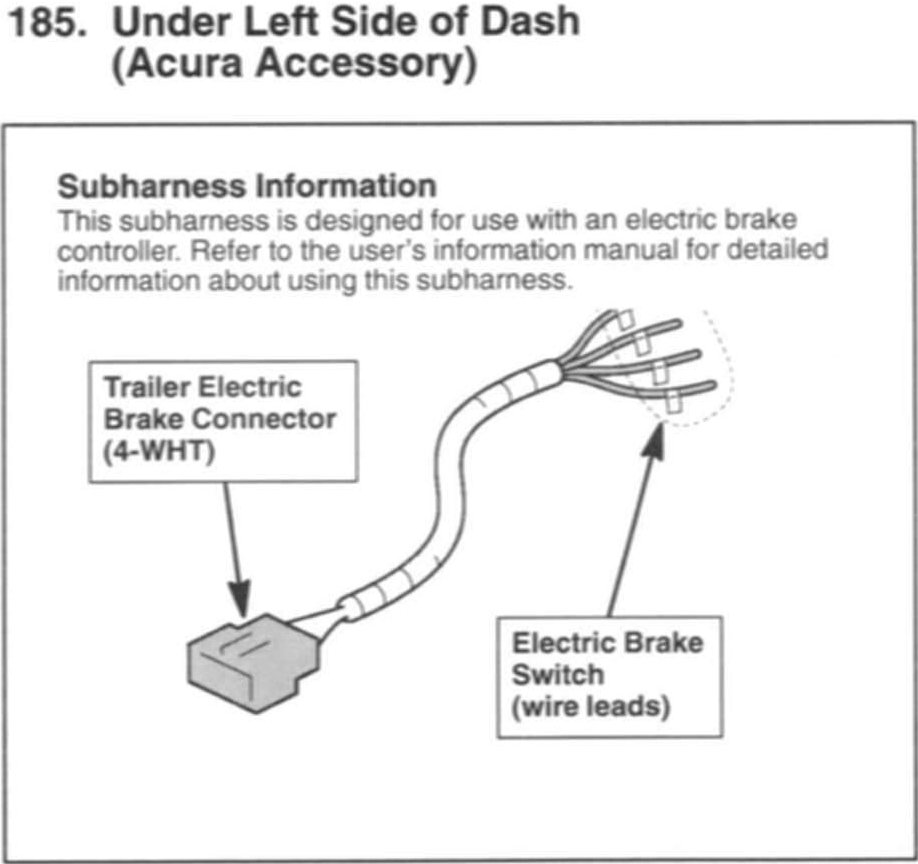 185. Under Left Side of Dash
(Acura Accessory)
Subharness Information
This subharness is designed for use with an electric brake
controller. Refer to the user's information manual for detailed
information about using this subharness.
Trailer Electric
Brake Connector
(4-WHT)
Electric Brake
Switch
(wire leads)